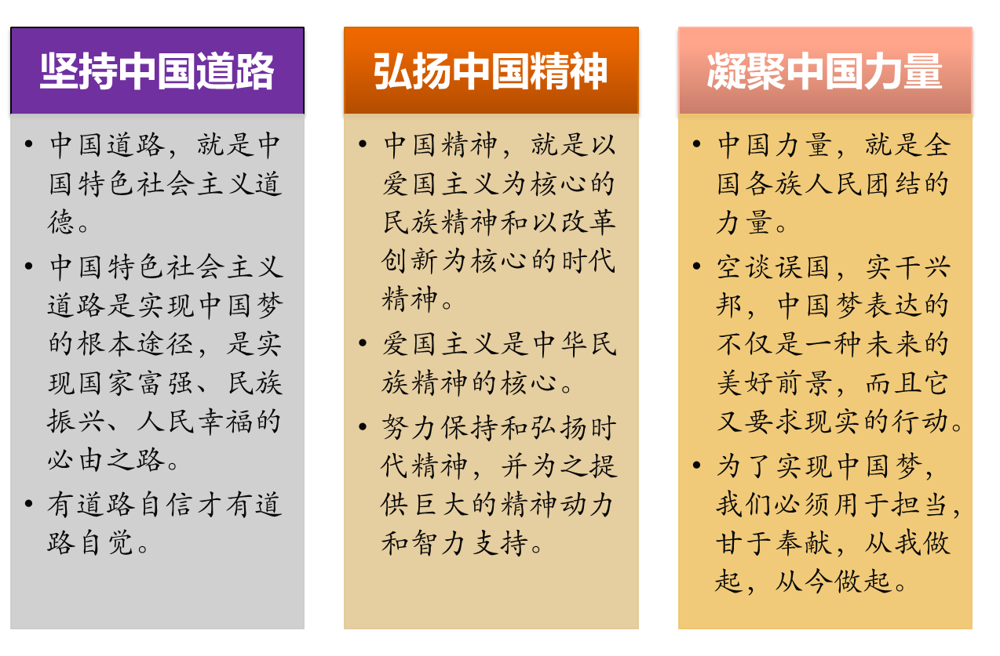 坚持中国道路
• 中国道路，就是中
国特色社会主义道
德。
• 中国特色社会主义
道路是实现中国梦
的根本途径，是实
现国家富强、民族
振兴、人民幸福的
必由之路。
• 有道路自信才有道
路自觉。
弘扬中国精神
• 中国精神，就是以
爱国主义为核心的
民族精神和以改革
创新为核心的时代
精神。
• 爱国主义是中华民
族精神的核心。
• 努力保持和弘扬时
代精神，并为之提
供巨大的精神动力
和智力支持。
凝聚中国力量
• 中国力量，就是全
国各族人民团结的
力量。
• 空谈误国，实干兴
邦，中国梦表达的
不仅是一种未来的
美好前景，而且它
又要求现实的行动。
• 为了实现中国梦，
我们必须用于担当，
甘于奉献，从我做
起，从今做起。